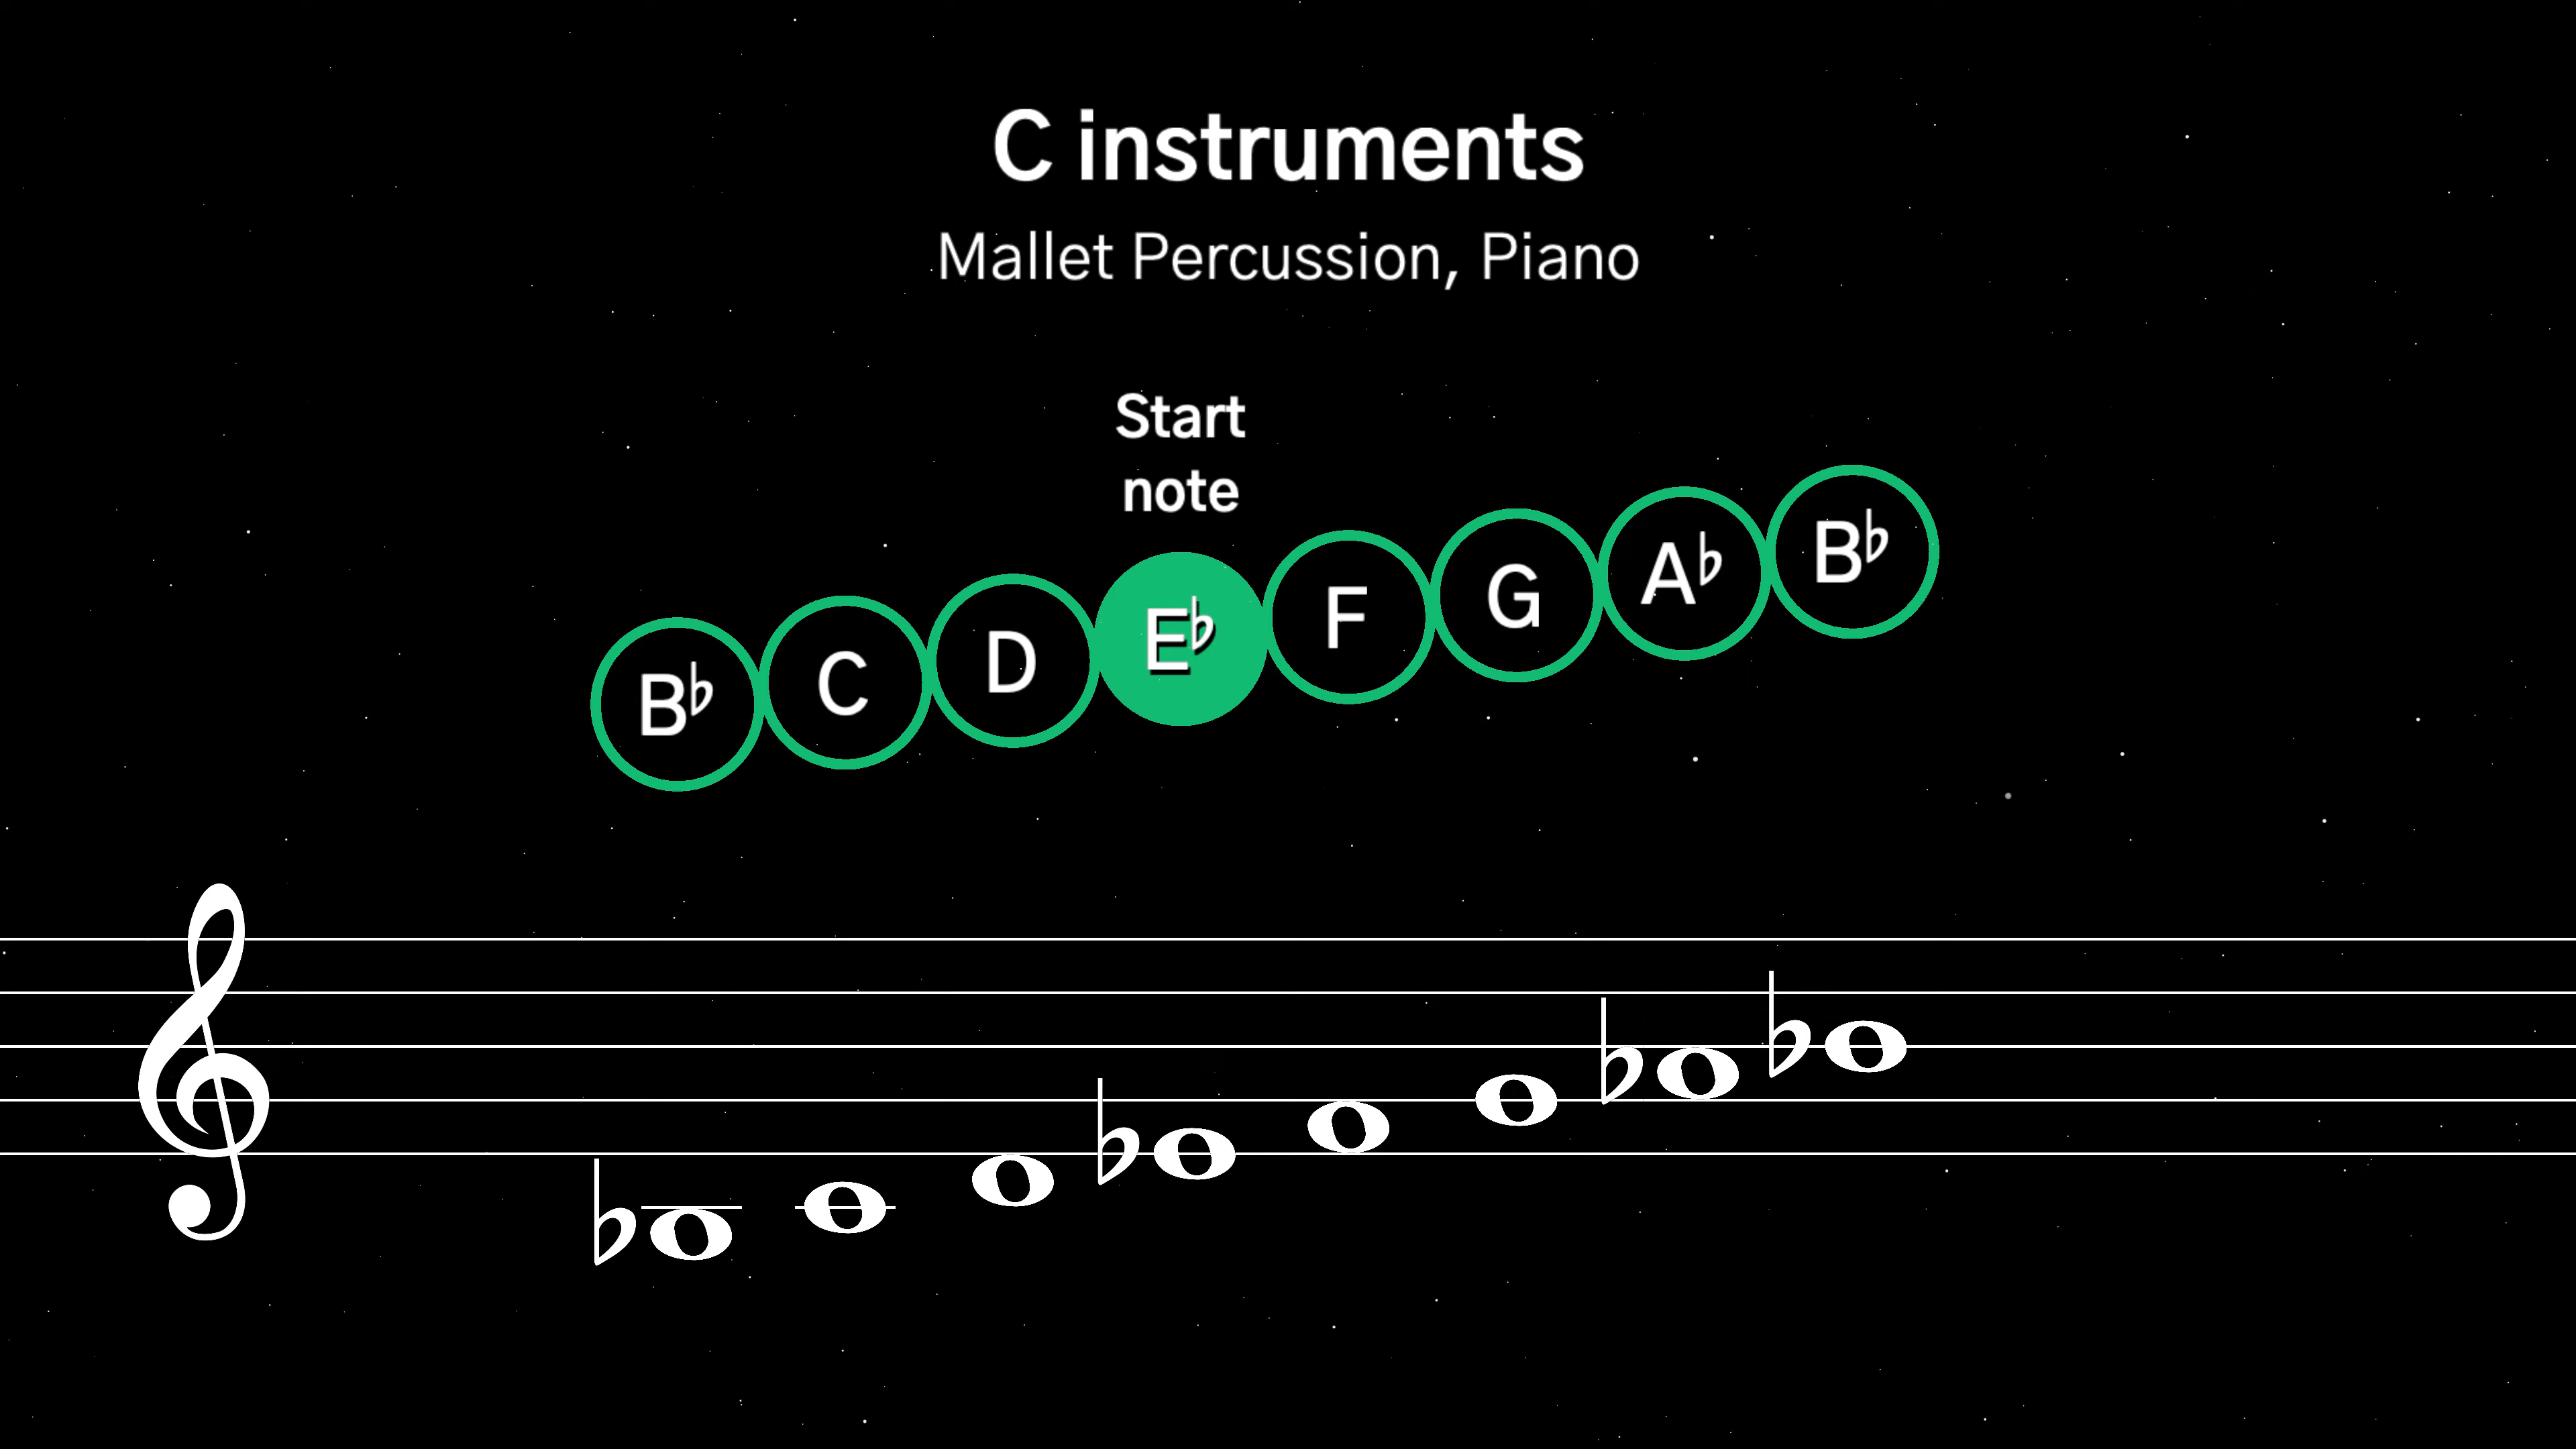 C instruments
Mallet Percussion, Piano
Start
note
B♭ C D E♭ F G A♭ B♭